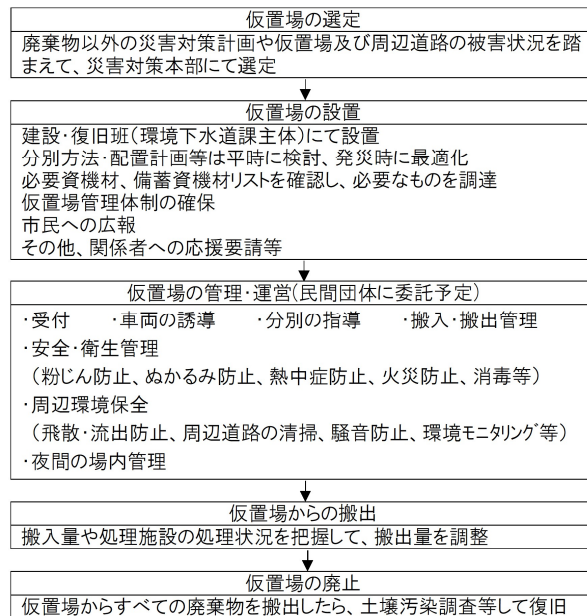 仮置場の選定
廃棄物以外の災害対策計画や仮置場及び周辺道路の被害状況を踏
まえて、災害対策本部にて選定
仮置場の設置
建設・復旧班(環境下水道課主体)にて設置
分別方法・配置計画等は平時に検討、発災時に最適化
必要資機材、備蓄資機材リストを確認し、必要なものを調達
仮置場管理体制の確保
市民への広報
その他、関係者への応援要請等
仮置場の管理・運営(民間団体に委託予定)
・受付　・車両の誘導　・分別の指導　・搬入・搬出管理
・安全・衛生管理
（粉じん防止、ぬかるみ防止、熱中症防止、火災防止、消毒等）
・周辺環境保全
（飛散・流出防止、周辺道路の清掃、騒音防止、環境モニタリング等）
・夜間の場内管理
仮置場からの搬出
搬入量や処理施設の処理状況を把握して、搬出量を調整
仮置場の廃止
仮置場からすべての廃棄物を搬出したら、土壌汚染調査等して復旧